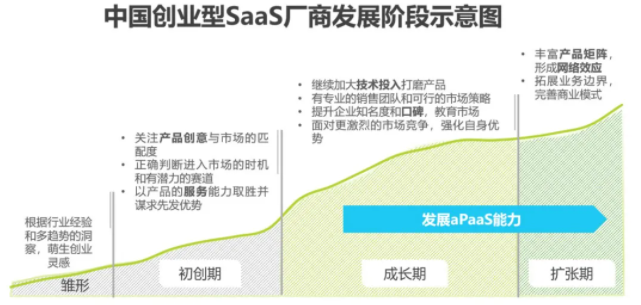 中国创业型SaaS厂商发展阶段示意图
根据行业经验
和多趋势的洞
察，萌生创业
灵感
雏形
• 关注产品创意与市场的匹
配度
• 正确判断进入市场的时机
和有潜力的赛道
• 以产品的服务能力取胜并
谋求先发优势
初创期
• 继续加大技术投入打磨产品
• 有专业的销售团队和可行的市场策略
• 提升企业知名度和口碑，教育市场
• 面对更激烈的市场竞争，强化自身优
势
发展aPaaS能力
成长期
• 丰富产品矩阵，
形成网络效应
• 拓展业务边界，
完善商业模式
扩张期